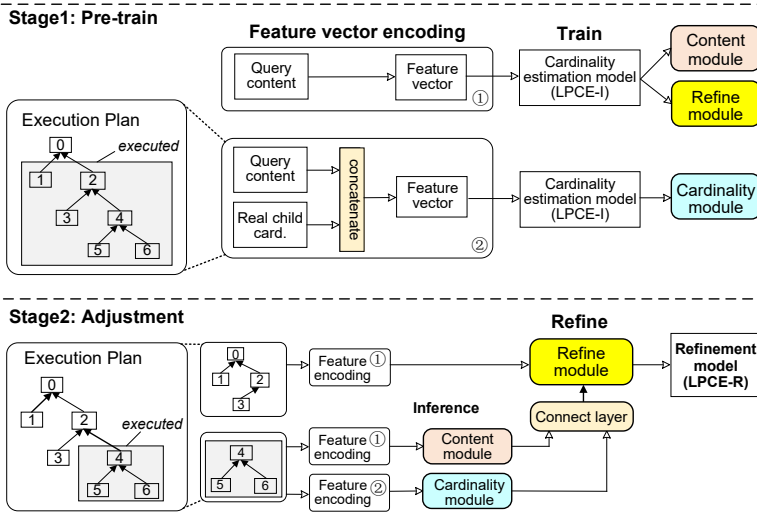 Stage1: Pre-train
Feature vector encoding
Train
Query
content
Feature
vector
①
Cardinality
estimation model
(LPCE-I)
Content
module
Refine
module
Execution Plan
executed
0
1
2
3
4
5
6
Query
content
Real child
card.
concatenate
Feature
vector
②
Cardinality
estimation model
(LPCE-I)
Cardinality
module
Stage2: Adjustment
Refine
Execution Plan
executed
0
1
2
3
4
5
6
0
1
2
3
Feature ①
encoding
Refine
module
Refinement
model
(LPCE-R)
Inference
Connect layer
4
5
6
Feature ①
encoding
Content
module
Feature ②
encoding
Cardinality
module